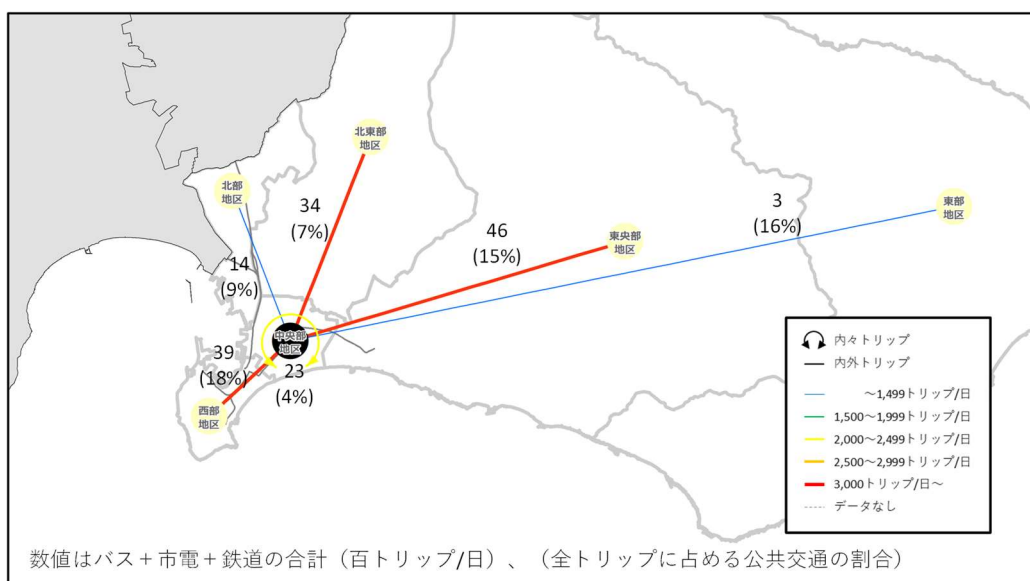 北東部
地区
北部
地区
34
(7%)
46
(15%)
3
(16%)
東部
地区
東央部
地区
14
(9%)
中央部
地区
39
(18%)
23
(4%)
西部
地区
内々トリップ
内外トリップ
～1,499トリップ/日
1,500～1,999トリップ/日
2,000～2,499トリップ/日
2,500～2,999トリップ/日
3,000トリップ/日～
データなし
数値はバス＋市電＋鉄道の合計（百トリップ/日）、（全トリップに占める公共交通の割合）